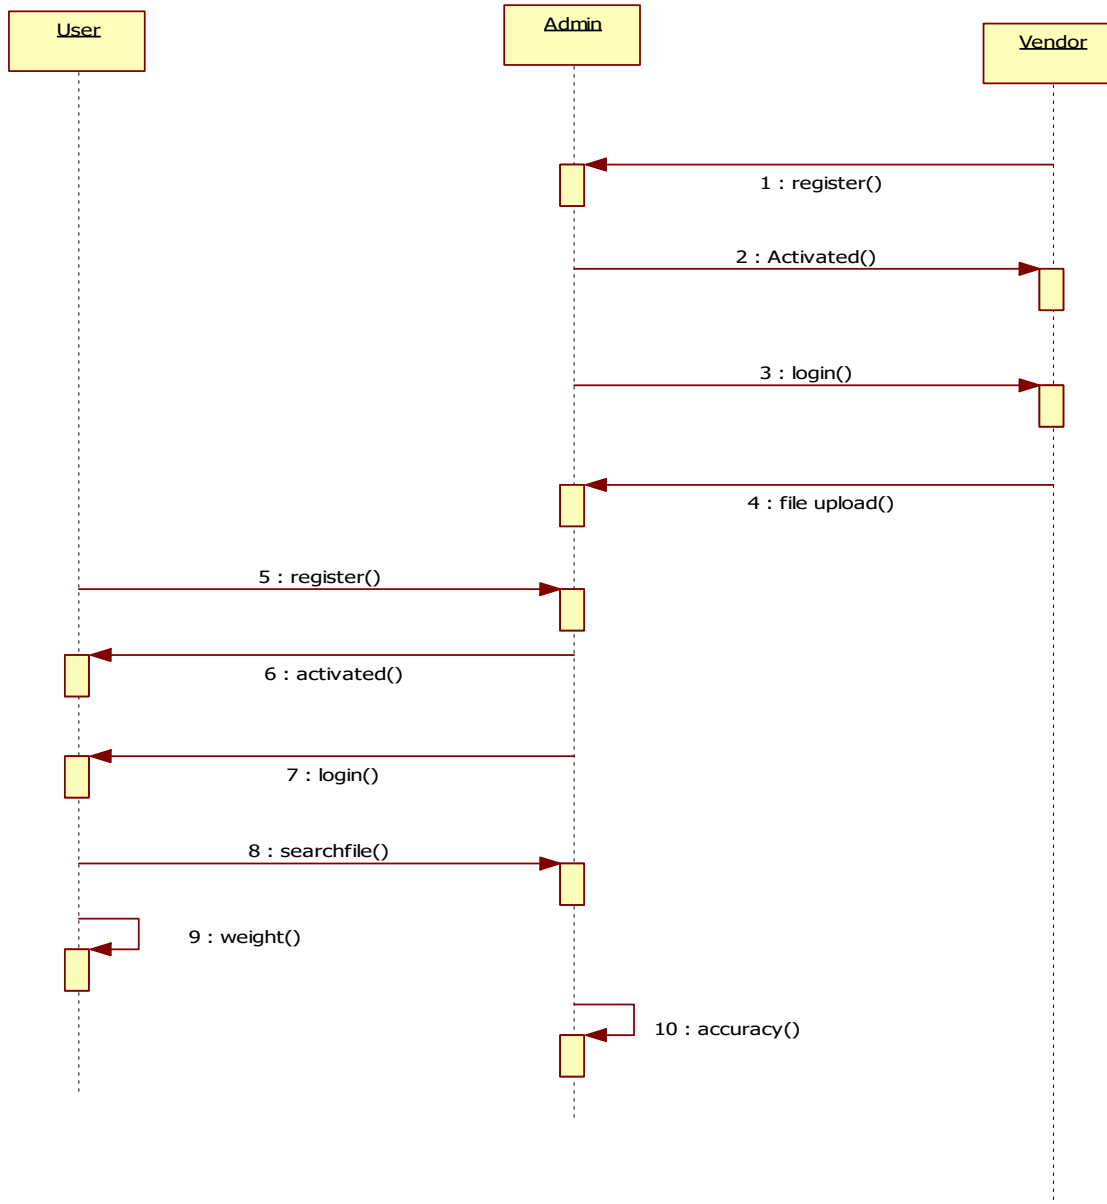 User
Admin
Vendor
1 : register()
2 : Activated()
3 : login()
4 : file upload()
5 : register()
6 : activated()
7 : login()
8 : searchfile()
9 : weight()
10 : accuracy()